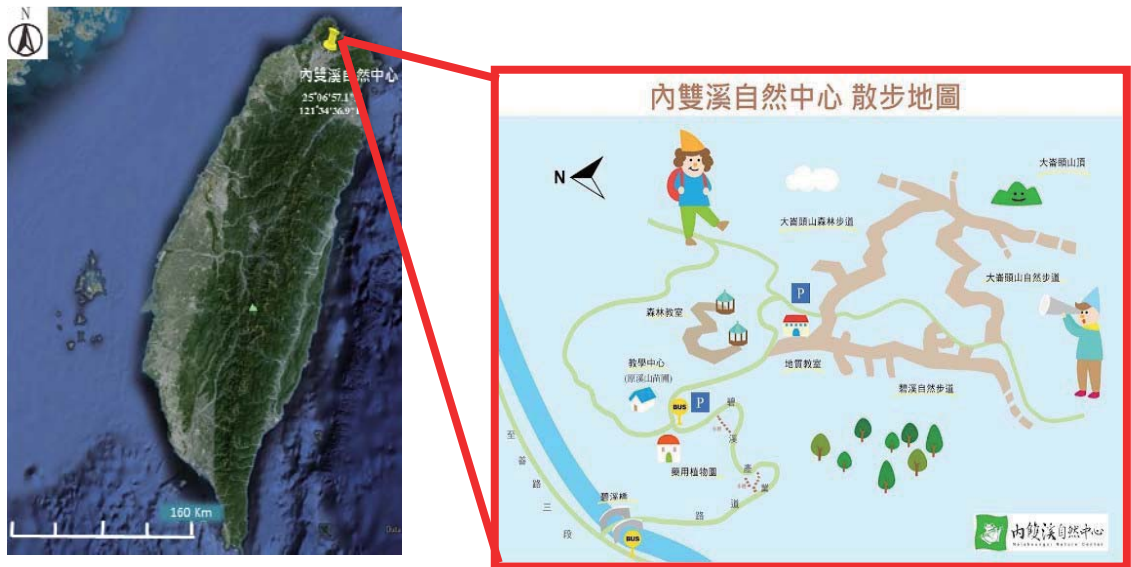 N
內雙溪自然中心
25°06'57.1"
121°34'36.9"
160 Km
內雙溪自然中心 散步地圖
N
大崙頭山頂
大崙頭山森林步道
大崙頭山自然步道
P
森林教室
地質教室
教學中心
(原溪山苗圃)
碧溪自然步道
BUS
P
藥用植物園
碧溪產業道路
至善路三段
碧溪橋
BUS
內雙溪自然中心
Neishuangxi Nature Center